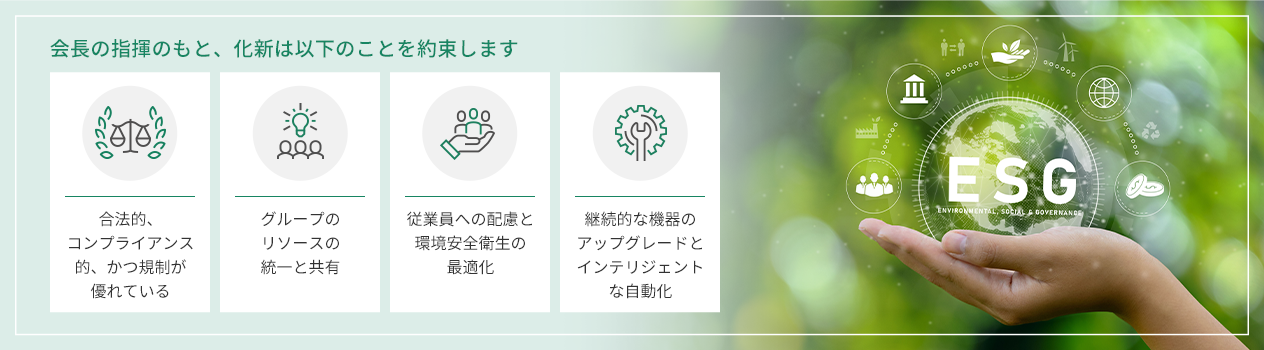 会長の指揮のもと、化新は以下のことを約束します
合法的、
コンプライアンス
的、かつ規制が
優れている
グループの
リソースの
統一と共有
従業員への配慮と
環境安全衛生の
最適化
継続的な機器の
アップグレードと
インテリジェント
な自動化
ESG
ENVIRONMENTAL, SOCIAL & GOVERNANCE